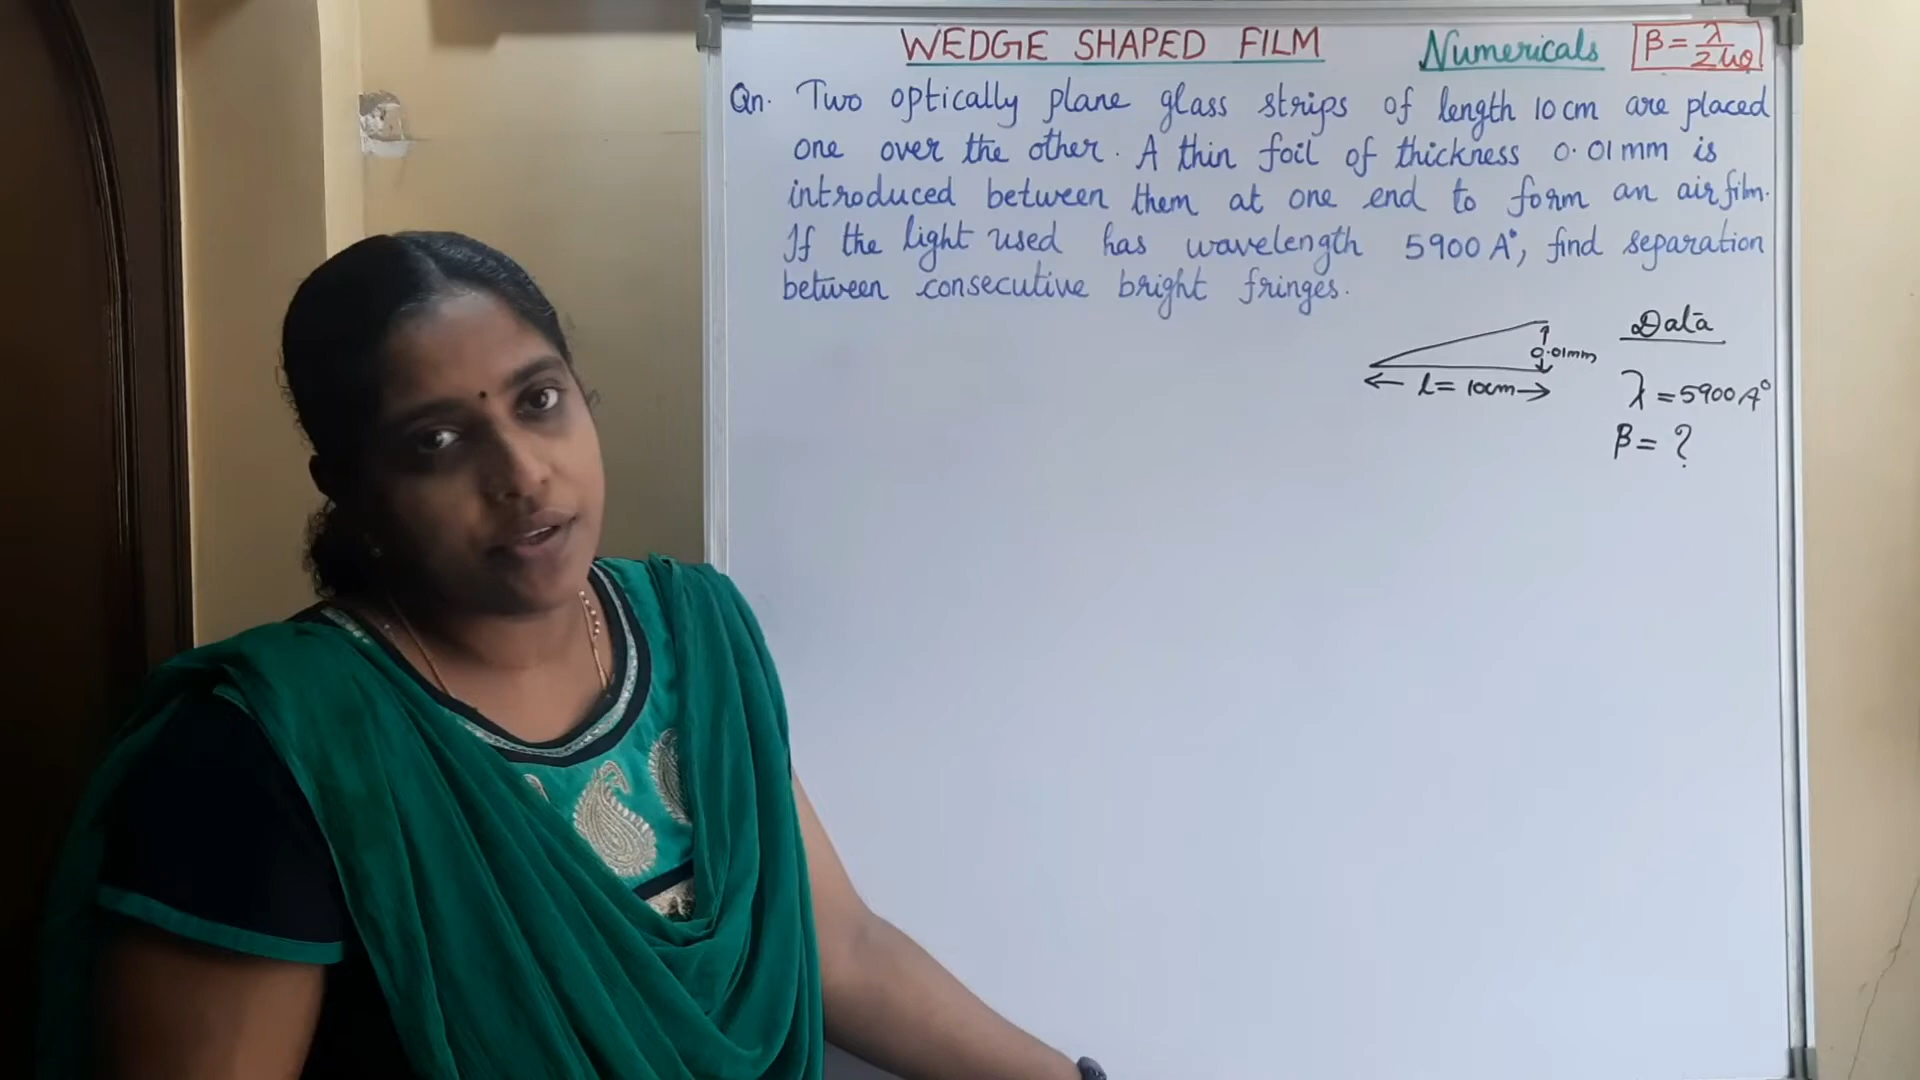 WEDGE SHAPED FILM Numericals β = λ/2μθ
Qn. Two optically plane glass strips of length 10 cm are placed
one over the other. A thin foil of thickness 0.01mm is
introduced between them at one end to form an air film.
If the light used has wavelength 5900 A°, find separation
between consecutive bright fringes.
Data
0.01mm
l = 10cm
λ = 5900 A°
β = ?